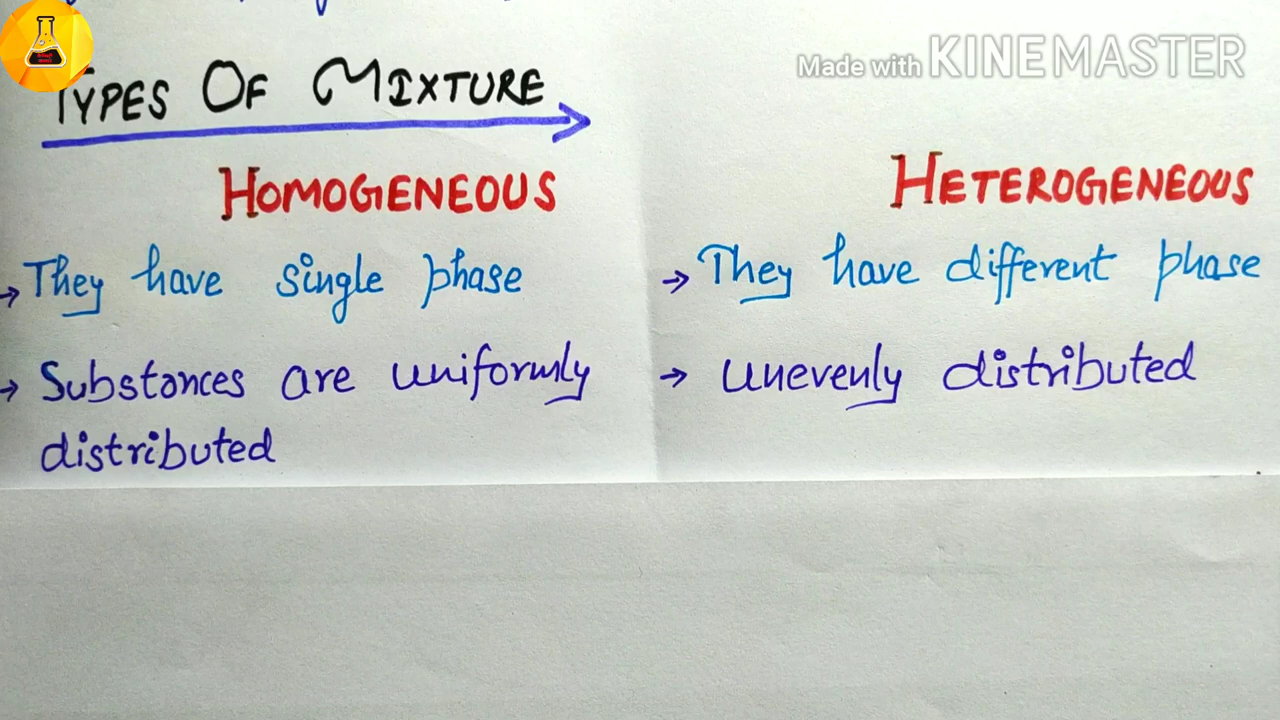 Made with KINEMASTER
TYPES OF MIXTURE
HOMOGENEOUS
→ They have single phase
→ Substances are uniformly
distributed
HETEROGENEOUS
→ They have different phase
→ unevenly distributed